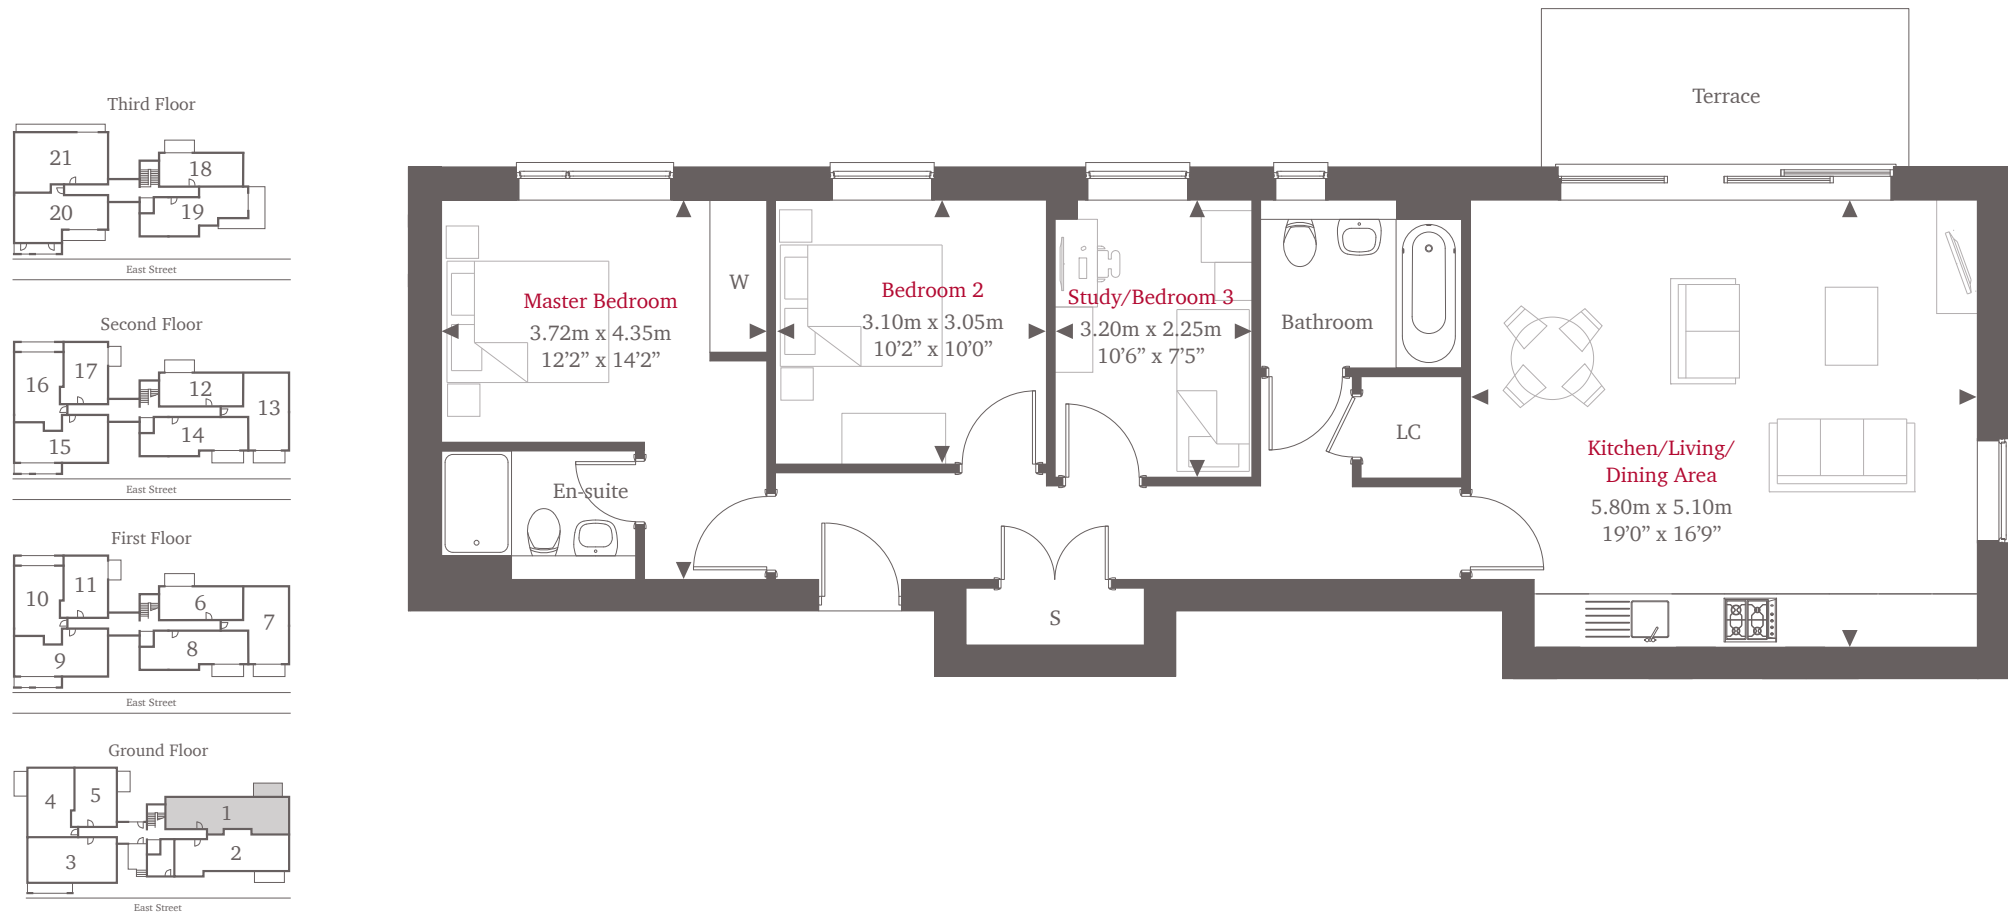 Third Floor
21
18
20
19
East Street
Second Floor
16
17
12
13
15
14
East Street
First Floor
10
11
6
7
9
8
East Street
Ground Floor
4
5
1
3
2
East Street
Terrace
Master Bedroom
3.72m x 4.35m
12’2” x 14’2”
W
Bedroom 2
3.10m x 3.05m
10’2” x 10’0”
Study/Bedroom 3
3.20m x 2.25m
10’6” x 7’5”
Bathroom
LC
En-suite
S
Kitchen/Living/
Dining Area
5.80m x 5.10m
19’0” x 16’9”